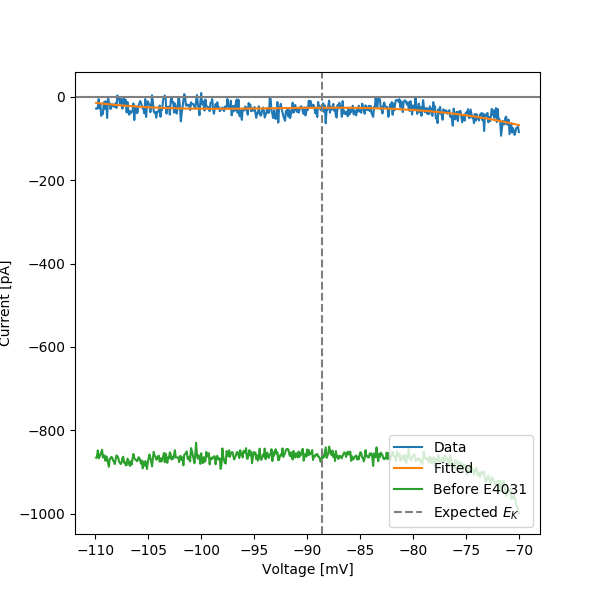 0
−200
−400
−600
−800
−1000
Current [pA]
Data
Fitted
Before E4031
Expected E_K
−110 −105 −100 −95 −90 −85 −80 −75 −70
Voltage [mV]